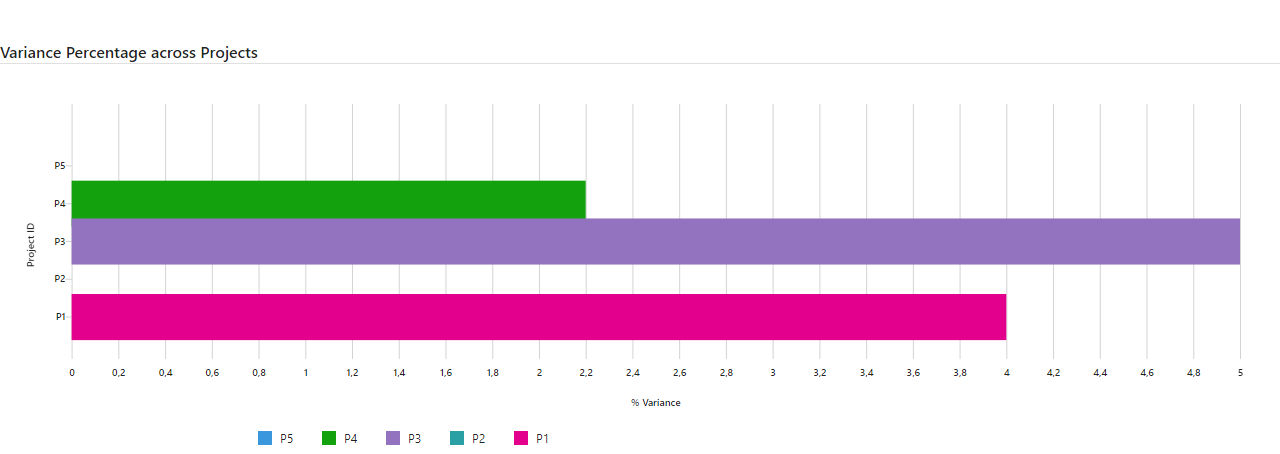 Variance Percentage across Projects
Project ID
P5
P4
P3
P2
P1
0 0,2 0,4 0,6 0,8 1 1,2 1,4 1,6 1,8 2 2,2 2,4 2,6 2,8 3 3,2 3,4 3,6 3,8 4 4,2 4,4 4,6 4,8 5
% Variance
P5 P4 P3 P2 P1